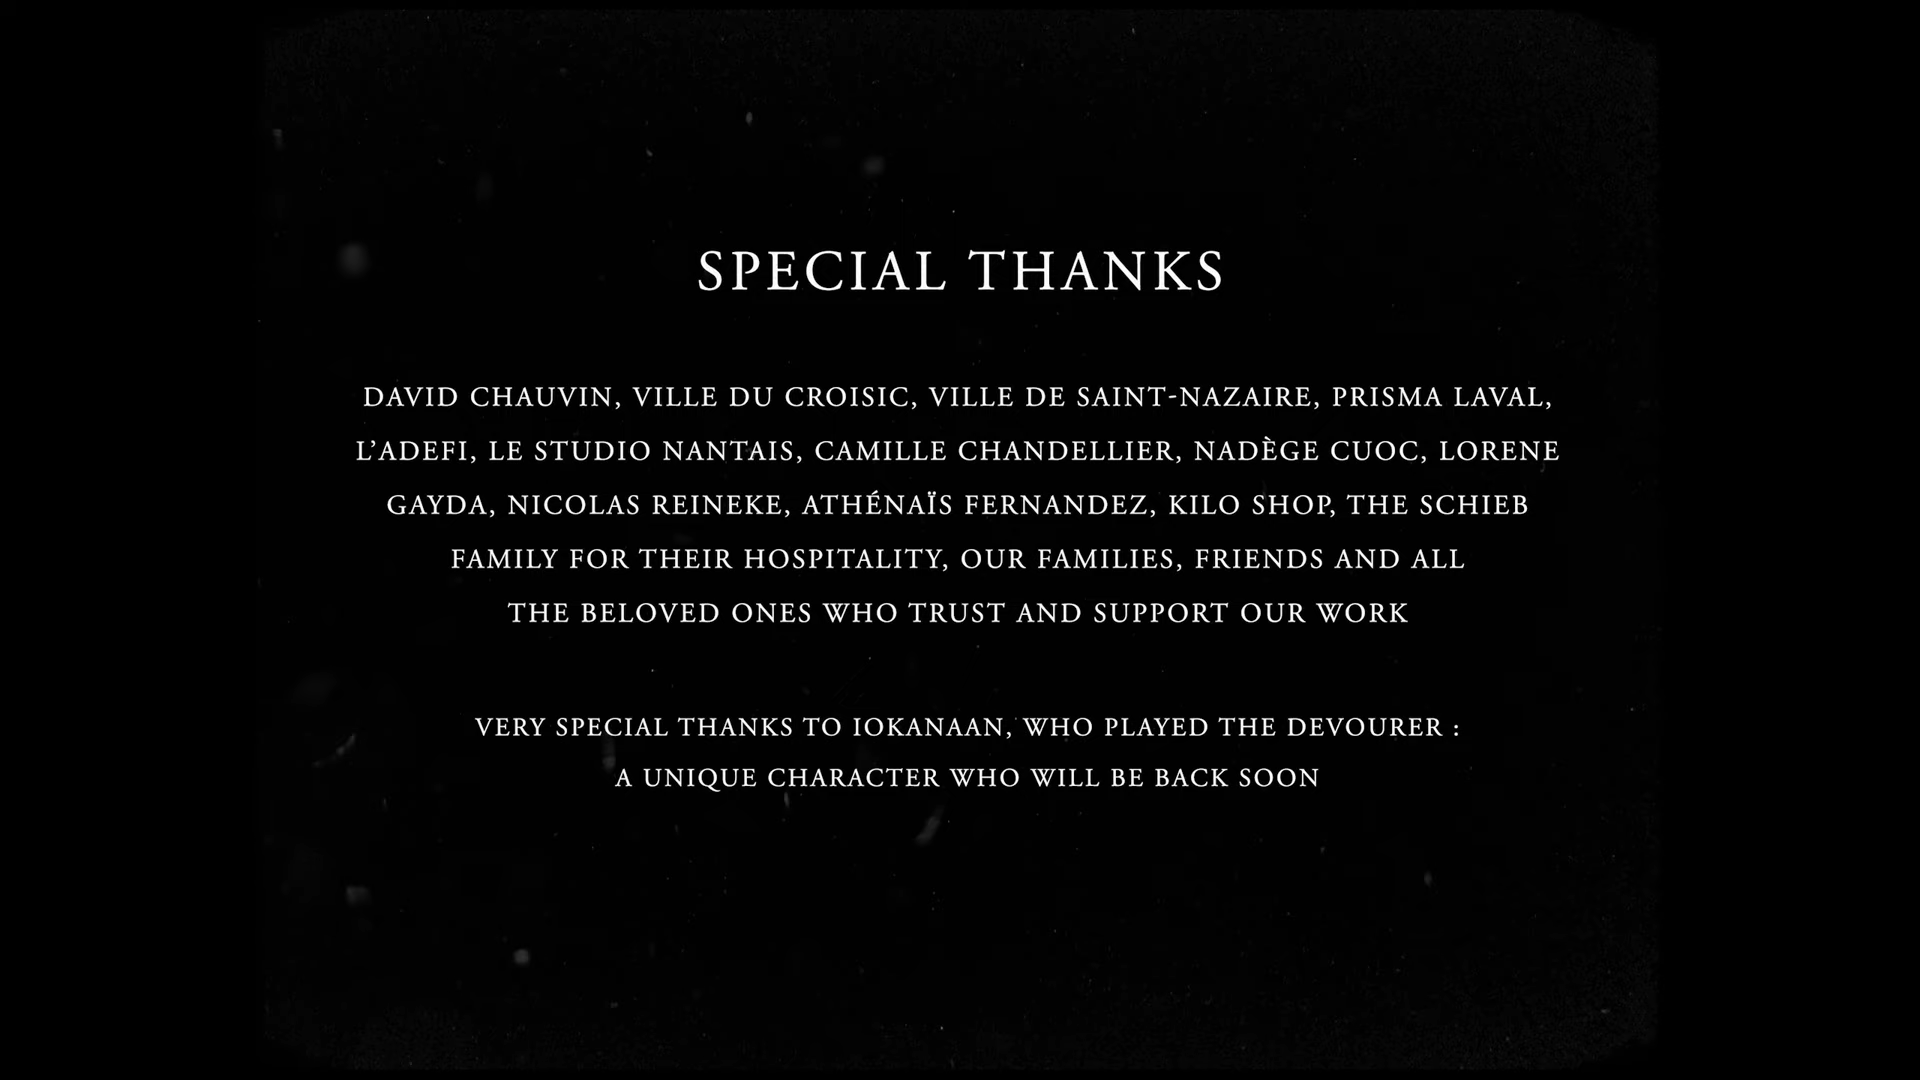 SPECIAL THANKS
DAVID CHAUVIN, VILLE DU CROISIC, VILLE DE SAINT-NAZAIRE, PRISMA LAVAL,
L’ADEFI, LE STUDIO NANTAIS, CAMILLE CHANDELLIER, NADÈGE CUOC, LORENE
GAYDA, NICOLAS REINEKE, ATHÉNAÏS FERNANDEZ, KILO SHOP, THE SCHIEB
FAMILY FOR THEIR HOSPITALITY, OUR FAMILIES, FRIENDS AND ALL
THE BELOVED ONES WHO TRUST AND SUPPORT OUR WORK
VERY SPECIAL THANKS TO IOKANAAN, WHO PLAYED THE DEVOURER :
A UNIQUE CHARACTER WHO WILL BE BACK SOON